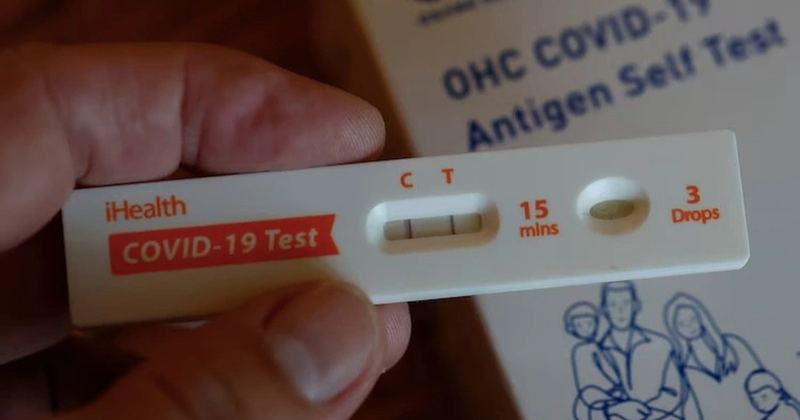 OHC COVID-19
Antigen Self Test
C T
iHealth
COVID-19 Test
15
mins
3
Drops